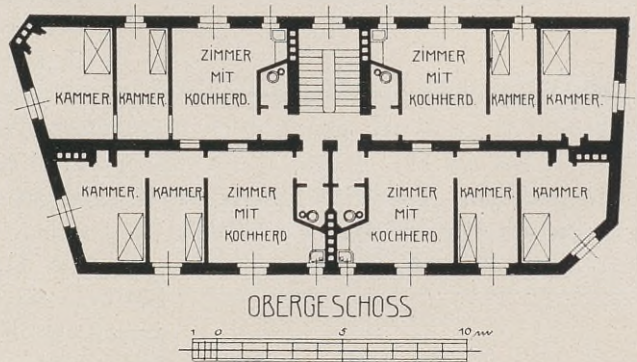 ZIMMER
MIT
KOCHHERD.
ZIMMER
MIT
KOCHHERD.
KAMMER. KAMMER. KAMMER. KAMMER.
KAMMER. KAMMER. ZIMMER
MIT
KOCHHERD
ZIMMER
MIT
KOCHHERD.
KAMMER. KAMMER
OBERGESCHOSS
1 0 5 10 m